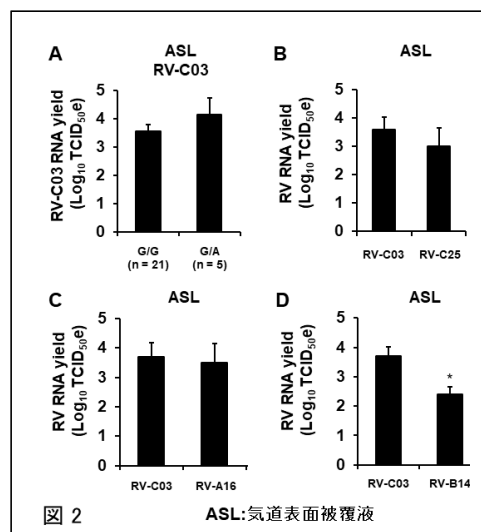 A
ASL
RV-C03
RV-C03 RNA yield
(Log10 TCID50e)
5
4
3
2
1
0
G/G
(n = 21)
G/A
(n = 5)
B
ASL
RV RNA yield
(Log10 TCID50e)
5
4
3
2
1
0
RV-C03
RV-C25
C
ASL
RV RNA yield
(Log10 TCID50e)
5
4
3
2
1
0
RV-C03
RV-A16
D
ASL
RV RNA yield
(Log10 TCID50e)
5
4
3
2
1
0
*
RV-C03
RV-B14
図 2
ASL:気道表面被覆液